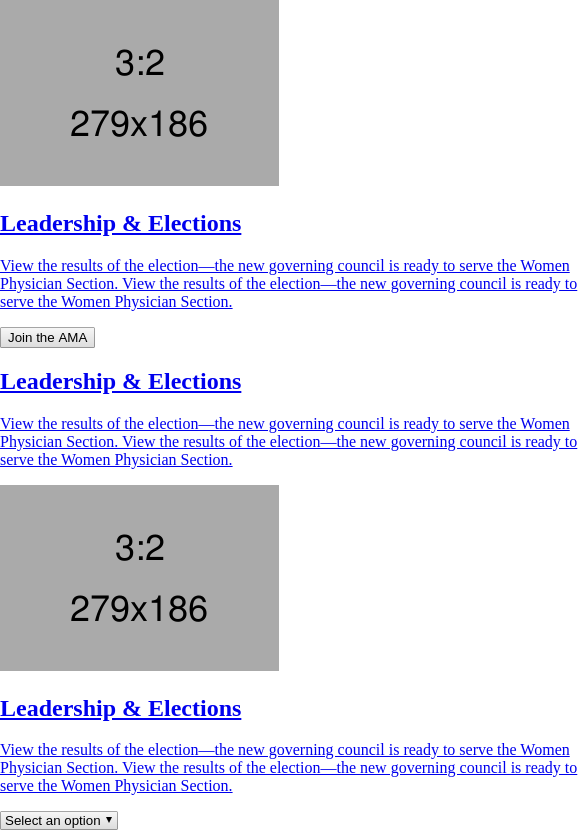 3:2
279x186
Leadership & Elections
View the results of the election—the new governing council is ready to serve the Women
Physician Section. View the results of the election—the new governing council is ready to
serve the Women Physician Section.
Join the AMA
Leadership & Elections
View the results of the election—the new governing council is ready to serve the Women
Physician Section. View the results of the election—the new governing council is ready to
serve the Women Physician Section.
3:2
279x186
Leadership & Elections
View the results of the election—the new governing council is ready to serve the Women
Physician Section. View the results of the election—the new governing council is ready to
serve the Women Physician Section.
Select an option